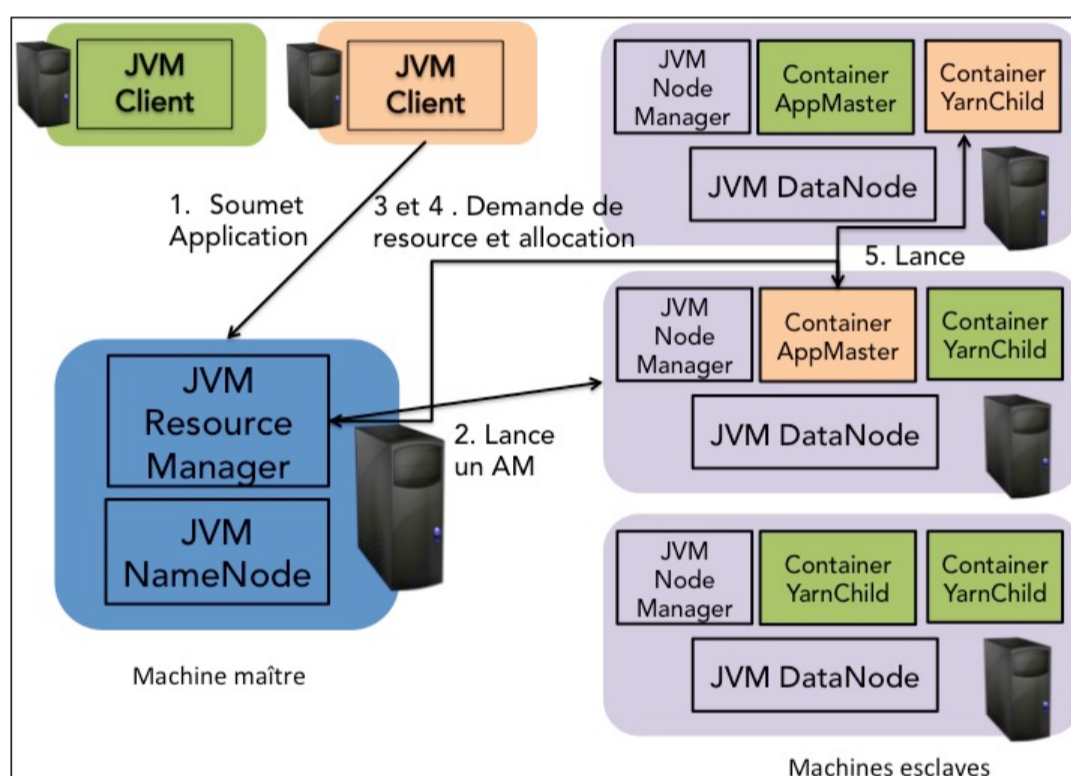 JVM
Client
JVM
Client
1. Soumet
Application
3 et 4 . Demande de
resource et allocation
JVM
Resource
Manager
JVM
NameNode
Machine maître
2. Lance
un AM
JVM
Node
Manager
Container
AppMaster
Container
YarnChild
JVM DataNode
5. Lance
JVM
Node
Manager
Container
AppMaster
Container
YarnChild
JVM DataNode
JVM
Node
Manager
Container
YarnChild
Container
YarnChild
JVM DataNode
Machines esclaves